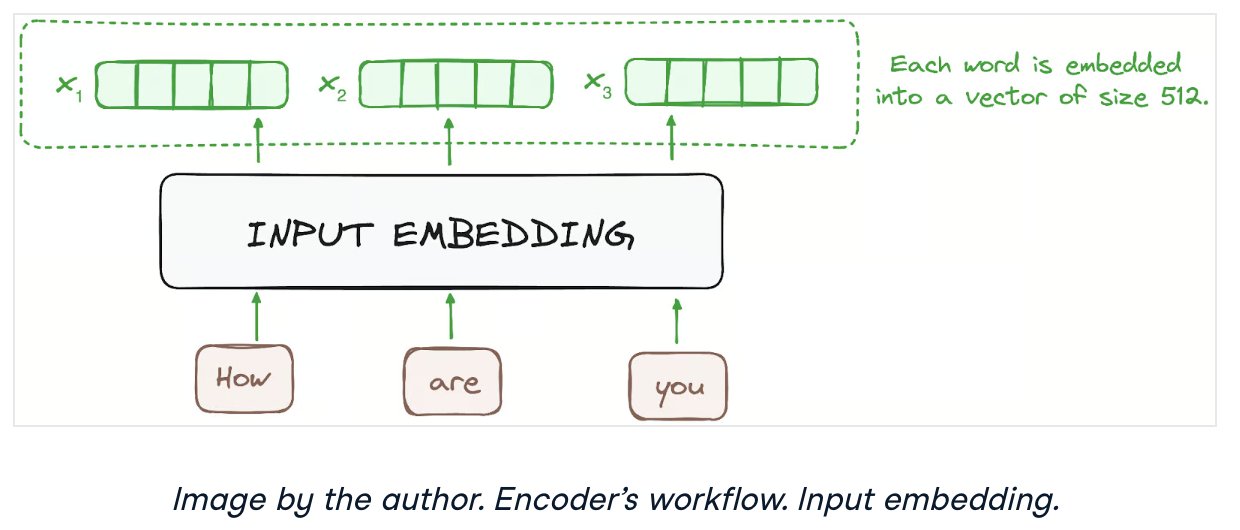 x₁ x₂ x₃
Each word is embedded
into a vector of size 512.
INPUT EMBEDDING
How are you
Image by the author. Encoder’s workflow. Input embedding.